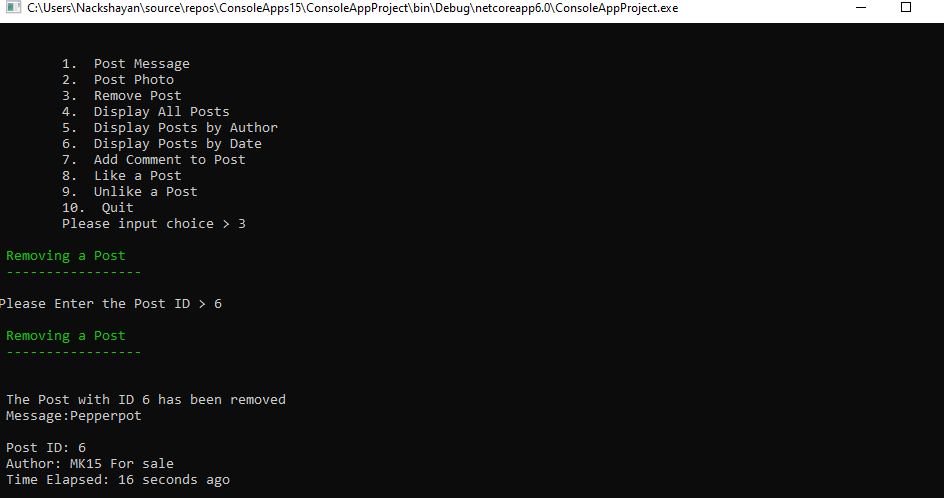 C:\Users\Nackshayan\source\repos\ConsoleApps15\ConsoleAppProject\bin\Debug\netcoreapp6.0\ConsoleAppProject.exe
1. Post Message
2. Post Photo
3. Remove Post
4. Display All Posts
5. Display Posts by Author
6. Display Posts by Date
7. Add Comment to Post
8. Like a Post
9. Unlike a Post
10. Quit
Please input choice > 3
Removing a Post
-----------------
Please Enter the Post ID > 6
Removing a Post
-----------------
The Post with ID 6 has been removed
Message:Pepperpot
Post ID: 6
Author: MK15 For sale
Time Elapsed: 16 seconds ago